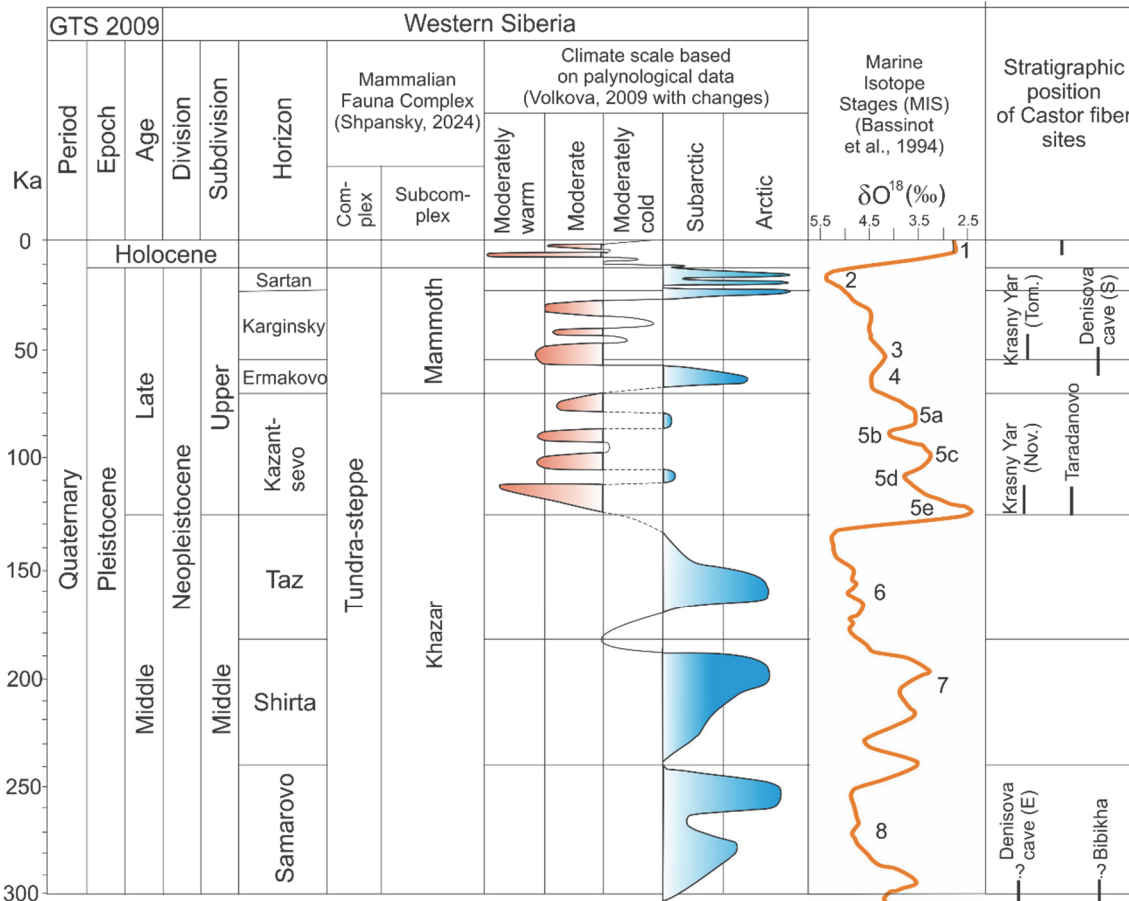 GTS 2009
Western Siberia
Period
Epoch
Age
Division
Subdivision
Horizon
Mammalian
Fauna Complex
(Shpansky, 2024)
Com-
plex
Subcom-
plex
Climate scale based
on palynological data
(Volkova, 2009 with changes)
Moderately
warm
Moderate
Moderately
cold
Subarctic
Arctic
Marine
Isotope
Stages (MIS)
(Bassinot
et al., 1994)
δO¹⁸(‰)
5.5 4.5 3.5 2.5
Stratigraphic
position
of Castor fiber
sites
Ka
0
50
100
150
200
250
300
Quaternary
Holocene
Pleistocene
Late
Middle
Neopleistocene
Upper
Middle
Sartan
Karginsky
Ermakovo
Kazant-
sevo
Taz
Shirta
Samarovo
Tundra-steppe
Mammoth
Khazar
1
2
3
4
5a
5b
5c
5d
5e
6
7
8
Krasny Yar
(Tom.)
Denisova
cave (S)
Krasny Yar
(Nov.)
Taradanovo
Denisova
cave (E)
?
Bibikha
?